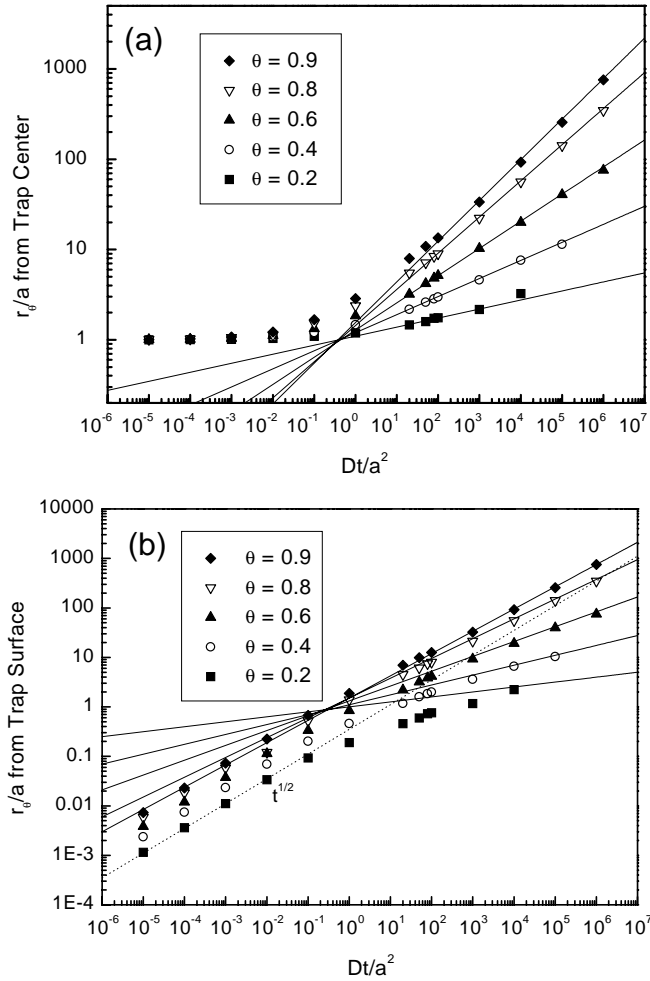 (a)
θ = 0.9
θ = 0.8
θ = 0.6
θ = 0.4
θ = 0.2
r_θ/a from Trap Center
1000
100
10
1
10^-6 10^-5 10^-4 10^-3 10^-2 10^-1 10^0 10^1 10^2 10^3 10^4 10^5 10^6 10^7
Dt/a^2
(b)
θ = 0.9
θ = 0.8
θ = 0.6
θ = 0.4
θ = 0.2
r_θ/a from Trap Surface
10000
1000
100
10
1
0.1
0.01
1E-3
1E-4
t^1/2
10^-6 10^-5 10^-4 10^-3 10^-2 10^-1 10^0 10^1 10^2 10^3 10^4 10^5 10^6 10^7
Dt/a^2